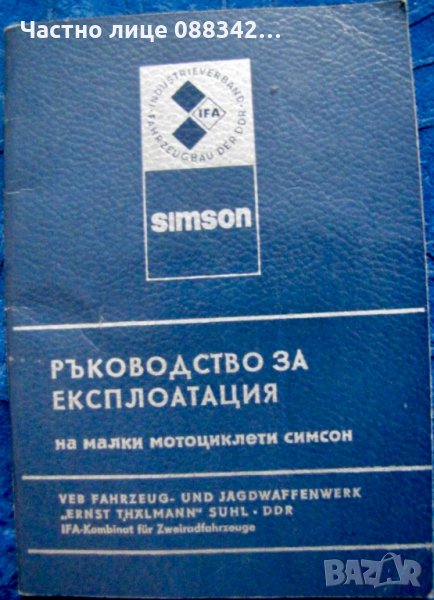 Частно лице 088342...
INDUSTRIEVERBAND
FAHRZEUGBAU DER DDR
IFA
simson
РЪКОВОДСТВО ЗА
ЕКСПЛОАТАЦИЯ
на малки мотоциклети симсон
VEB FAHRZEUG- UND JAGDWAFFENWERK
„ERNST THÄLMANN" SUHL · DDR
IFA-Kombinat für Zweiradfahrzeuge
BAZAR